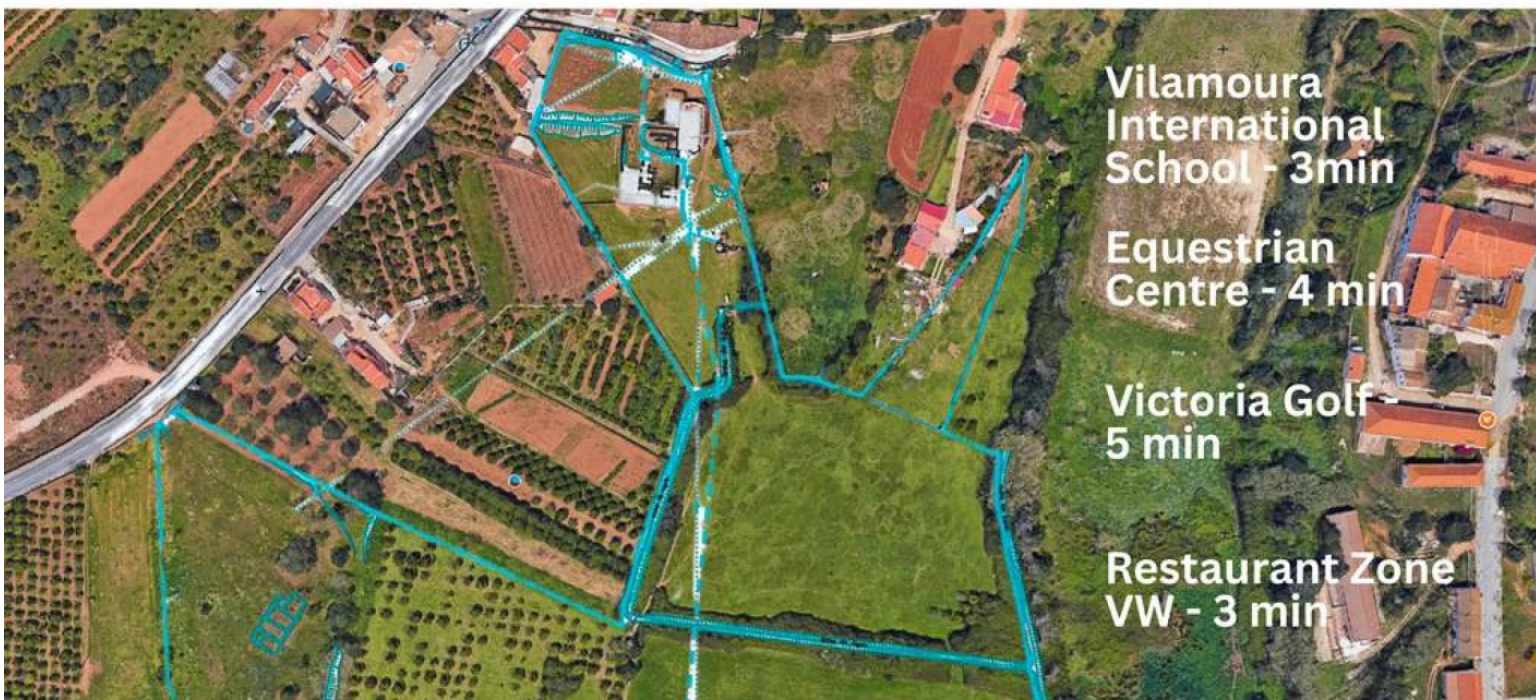 Vilamoura
International
School - 3min
Equestrian
Centre - 4 min
Victoria Golf -
5 min
Restaurant Zone
VW - 3 min